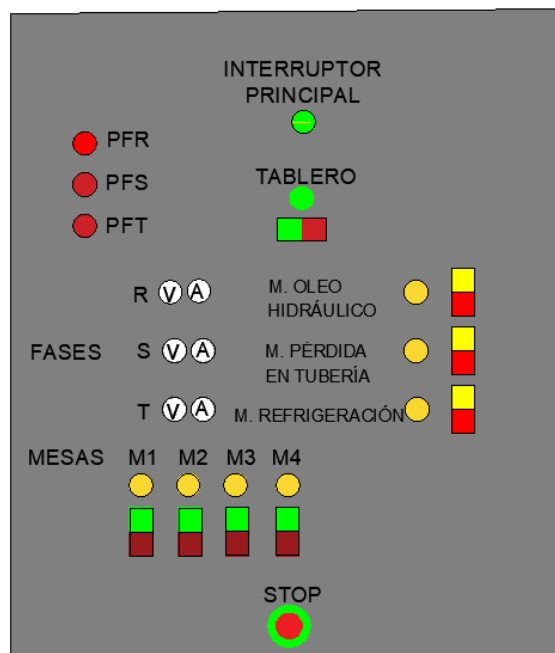 INTERRUPTOR
PRINCIPAL
PFR
PFS
TABLERO
PFT
R V A
M. OLEO
HIDRÁULICO
FASES S V A
M. PÉRDIDA
EN TUBERÍA
T V A
M. REFRIGERACIÓN
MESAS M1 M2 M3 M4
STOP